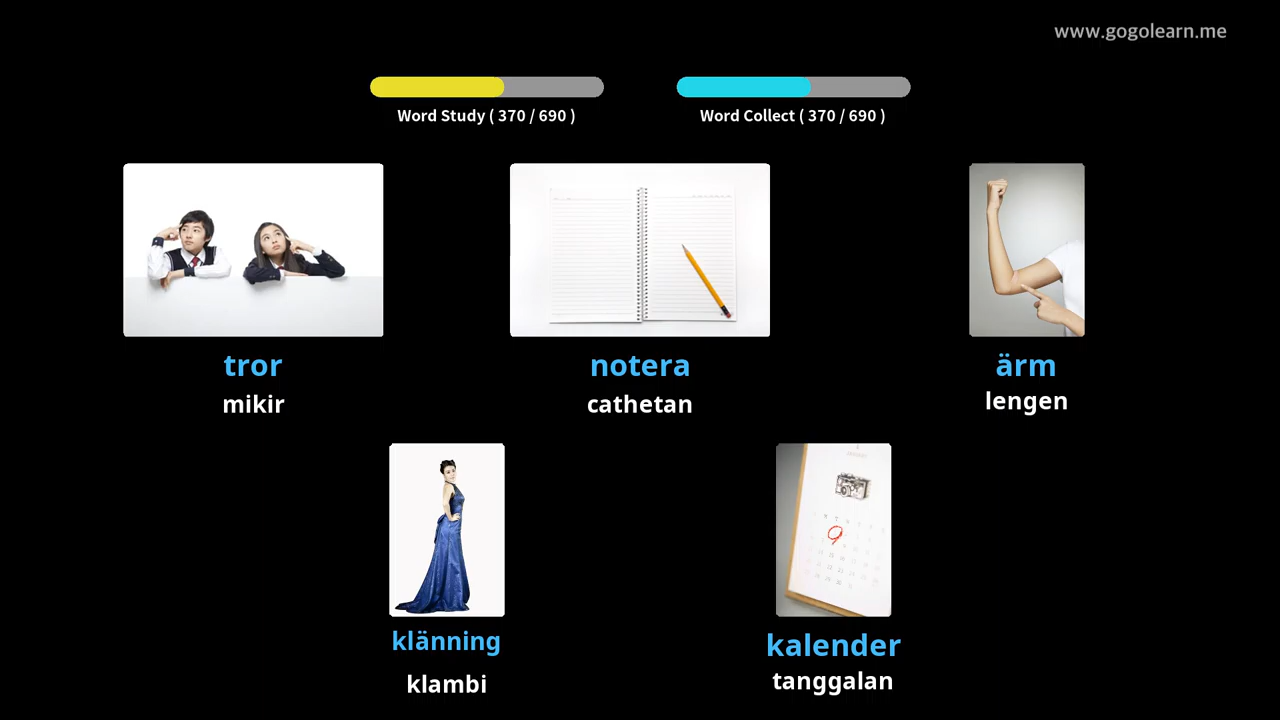 www.gogolearn.me
Word Study ( 370 / 690 )
Word Collect ( 370 / 690 )
tror
mikir
notera
cathetan
ärm
lengen
klänning
klambi
kalender
tanggalan